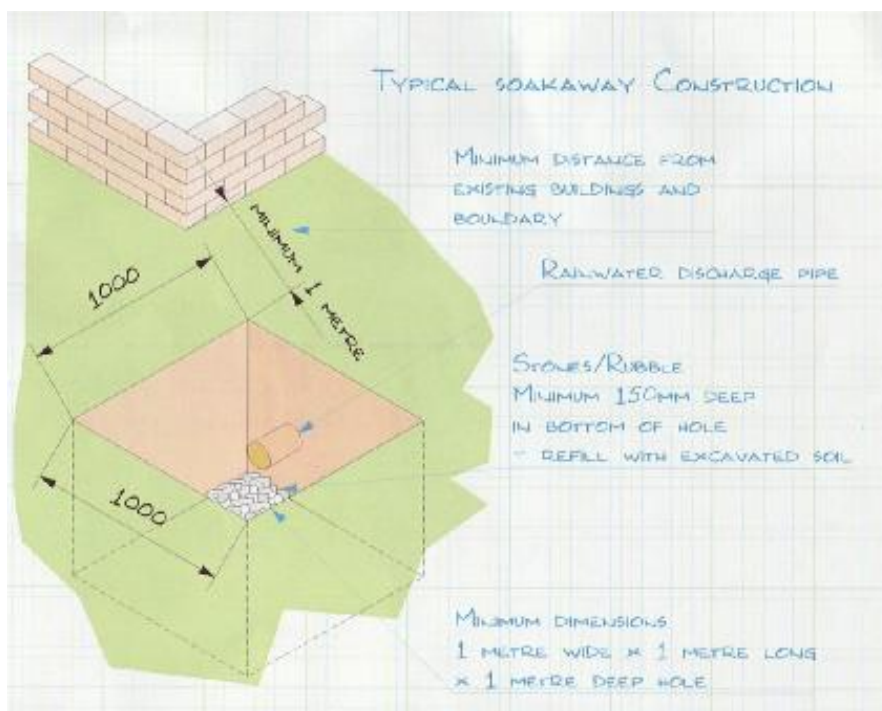 TYPICAL SOAKAWAY CONSTRUCTION
MINIMUM DISTANCE FROM
EXISTING BUILDINGS AND
BOUNDARY
MINIMUM 1 METRE
1000
RAINWATER DISCHARGE PIPE
STONES/RUBBLE
MINIMUM 150MM DEEP
IN BOTTOM OF HOLE
- REFILL WITH EXCAVATED SOIL
1000
MINIMUM DIMENSIONS
1 METRE WIDE × 1 METRE LONG
× 1 METRE DEEP HOLE